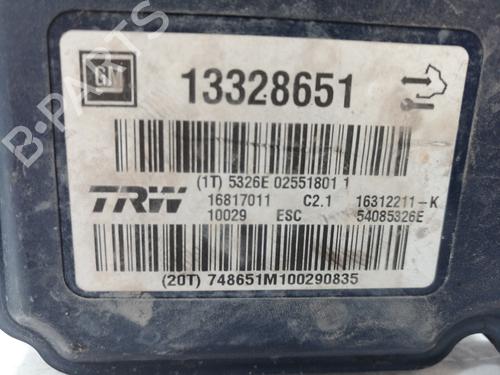 GM 13328651
(1T) 5326E 02551801 1
TRW 16817011 C2.1 16312211-K
10029 ESC 54085326E
(20T) 748651M100290835
B-PARTS